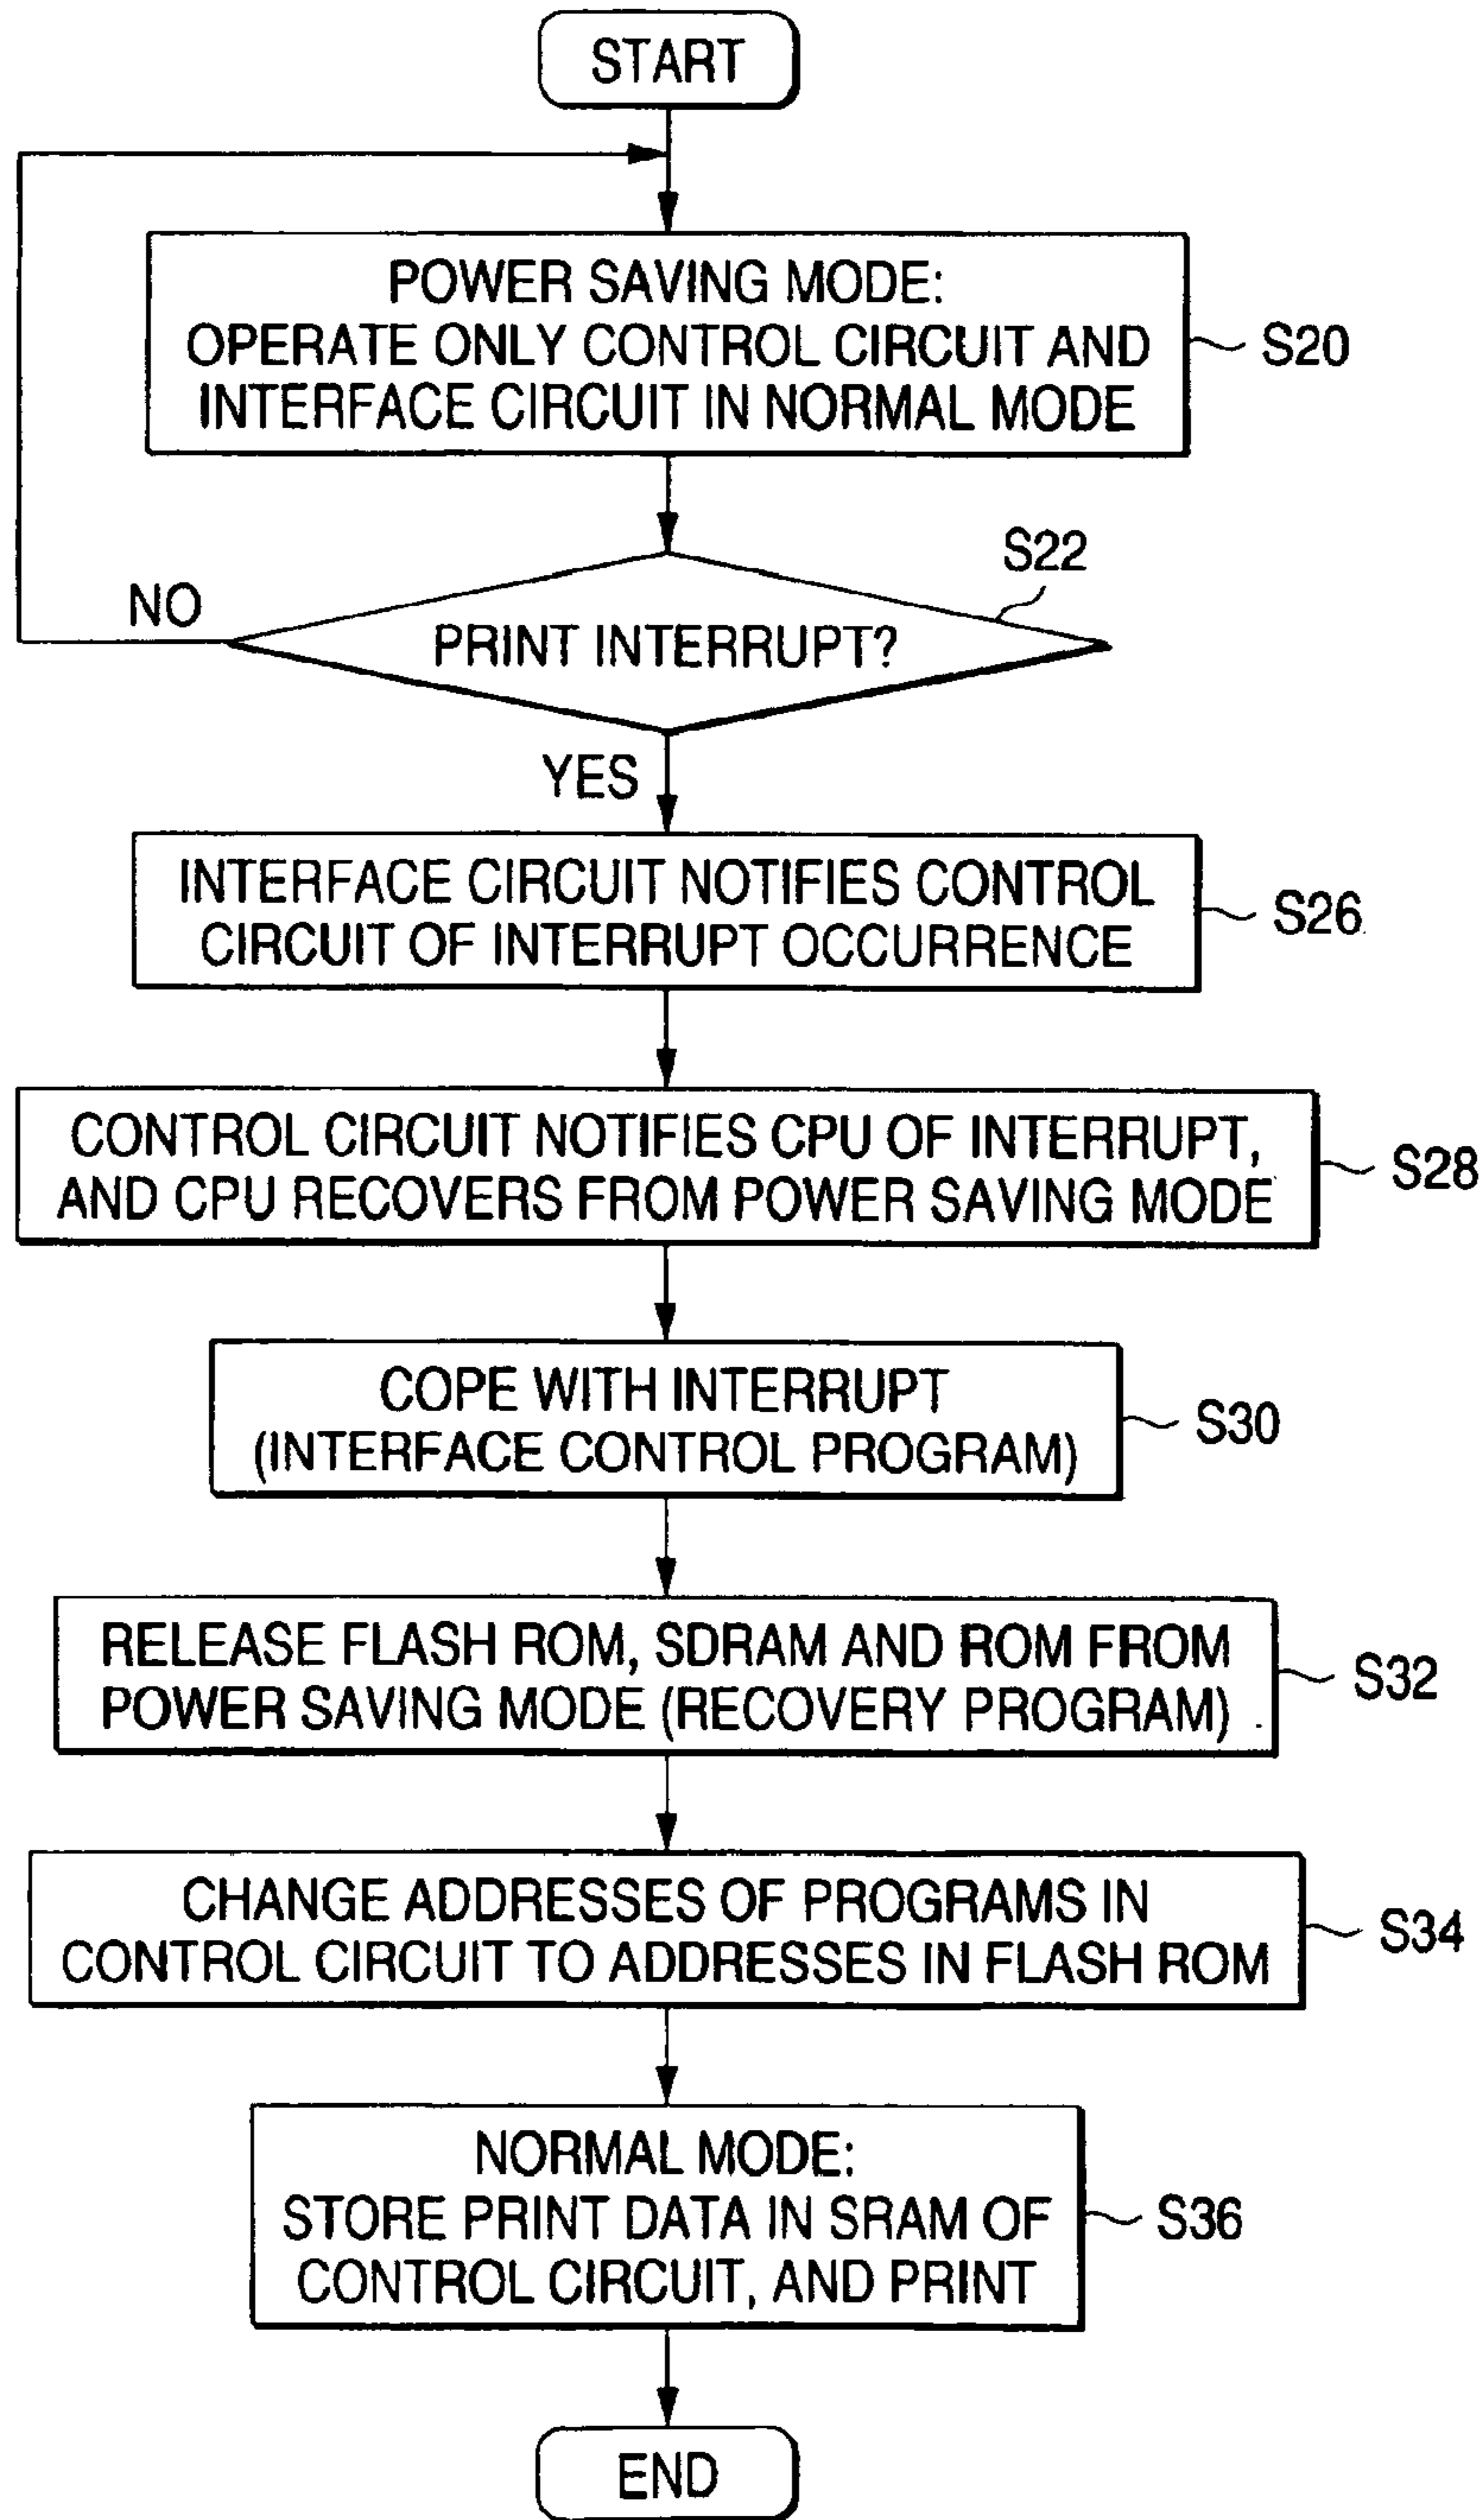 START
POWER SAVING MODE:
OPERATE ONLY CONTROL CIRCUIT AND
INTERFACE CIRCUIT IN NORMAL MODE
S20
S22
NO
PRINT INTERRUPT?
YES
INTERFACE CIRCUIT NOTIFIES CONTROL
CIRCUIT OF INTERRUPT OCCURRENCE
S26
CONTROL CIRCUIT NOTIFIES CPU OF INTERRUPT,
AND CPU RECOVERS FROM POWER SAVING MODE
S28
COPE WITH INTERRUPT
(INTERFACE CONTROL PROGRAM)
S30
RELEASE FLASH ROM, SDRAM AND ROM FROM
POWER SAVING MODE (RECOVERY PROGRAM)
S32
CHANGE ADDRESSES OF PROGRAMS IN
CONTROL CIRCUIT TO ADDRESSES IN FLASH ROM
S34
NORMAL MODE:
STORE PRINT DATA IN SRAM OF
CONTROL CIRCUIT, AND PRINT
S36
END